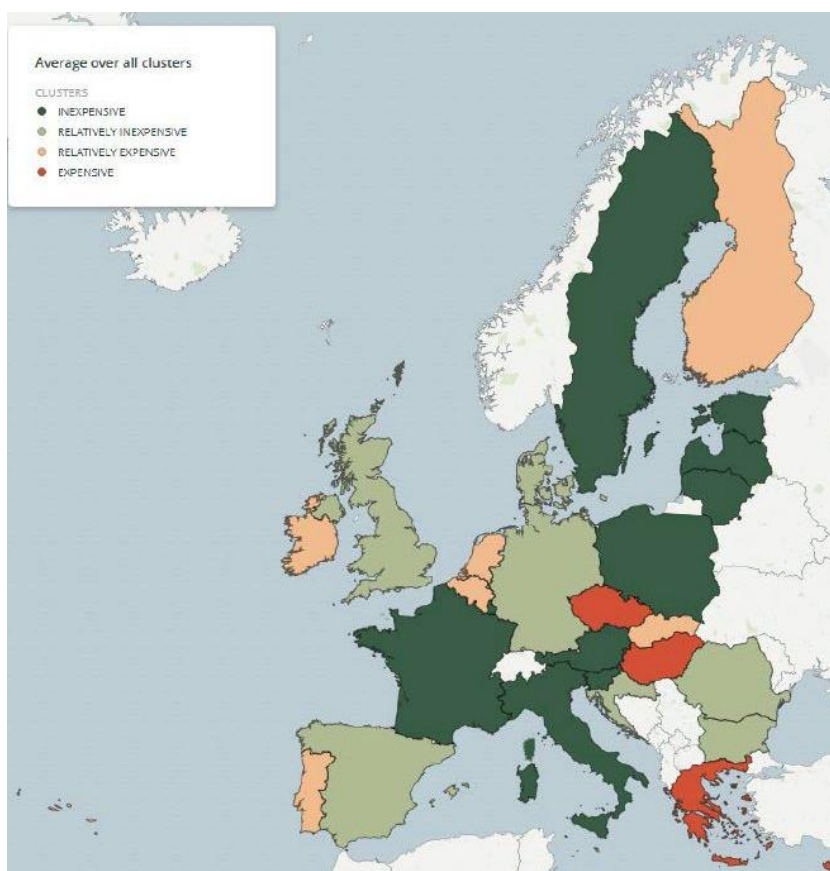 Average over all clusters
CLUSTERS
INEXPENSIVE
RELATIVELY INEXPENSIVE
RELATIVELY EXPENSIVE
EXPENSIVE